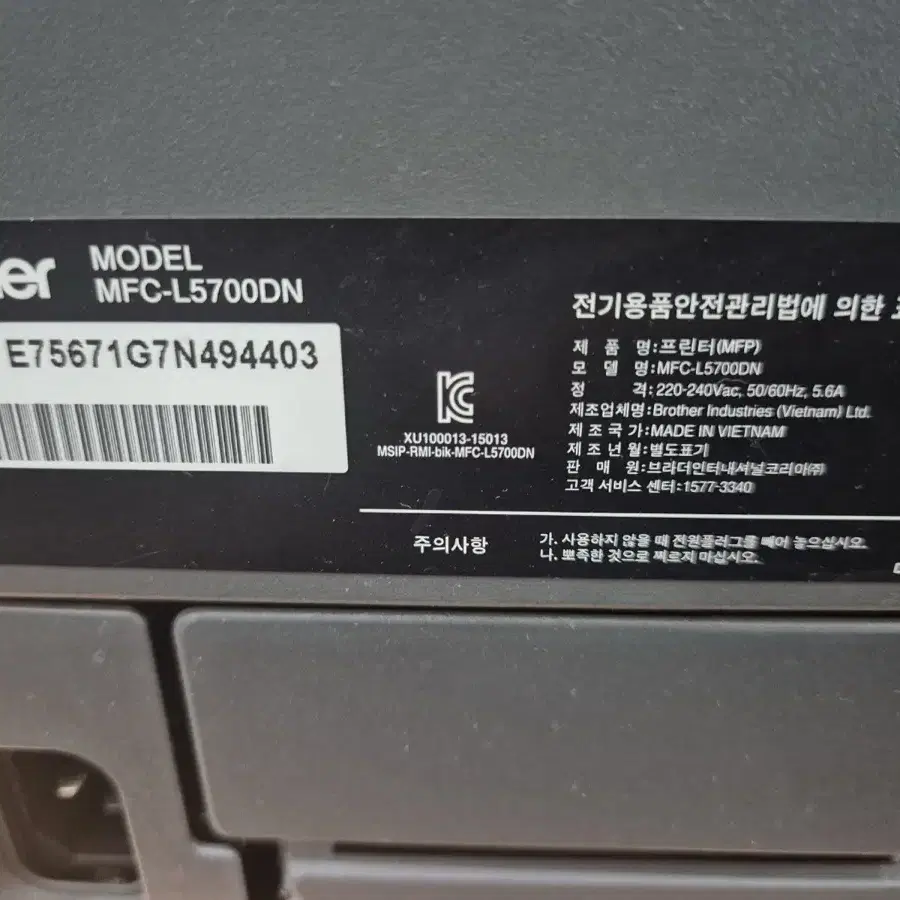 er
MODEL
MFC-L5700DN
E75671G7N494403
XU100013-15013
MSIP-RMI-bik-MFC-L5700DN
전기용품안전관리법에 의한
제 품 명:프린터(MFP)
모 델 명:MFC-L5700DN
정 격:220-240Vac, 50/60Hz, 5.6A
제조업체명:Brother Industries (Vietnam) Ltd.
제 조 국 가:MADE IN VIETNAM
제 조 년 월:별도표기
판 매 원:브라더인터내셔널코리아㈜
고객 서비스 센터:1577-3340
주의사항
가. 사용하지 않을 때 전원플러그를 빼어 놓으십시오.
나. 뾰족한 것으로 찌르지 마십시오.